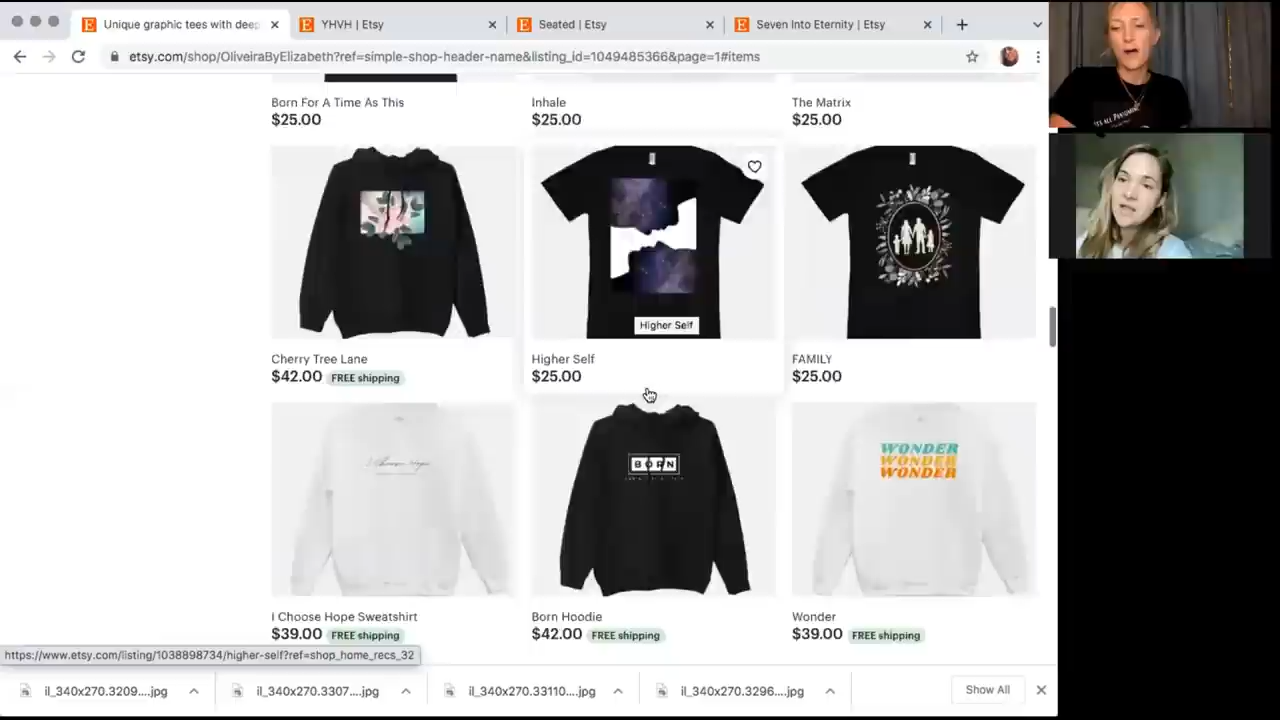 Unique graphic tees with deep
YHVH | Etsy
Seated | Etsy
Seven Into Eternity | Etsy
etsy.com/shop/OliveiraByElizabeth?ref=simple-shop-header-name&listing_id=1049485366&page=1#items
Born For A Time As This
$25.00
Inhale
$25.00
The Matrix
$25.00
Higher Self
Cherry Tree Lane
$42.00 FREE shipping
Higher Self
$25.00
FAMILY
$25.00
I Choose Hope
BORN
WONDER
WONDER
WONDER
I Choose Hope Sweatshirt
$39.00 FREE shipping
Born Hoodie
$42.00 FREE shipping
Wonder
$39.00 FREE shipping
https://www.etsy.com/listing/1038898734/higher-self?ref=shop_home_recs_32
il_340x270.3209....jpg
il_340x270.3307....jpg
il_340x270.33110....jpg
il_340x270.3296....jpg
Show All